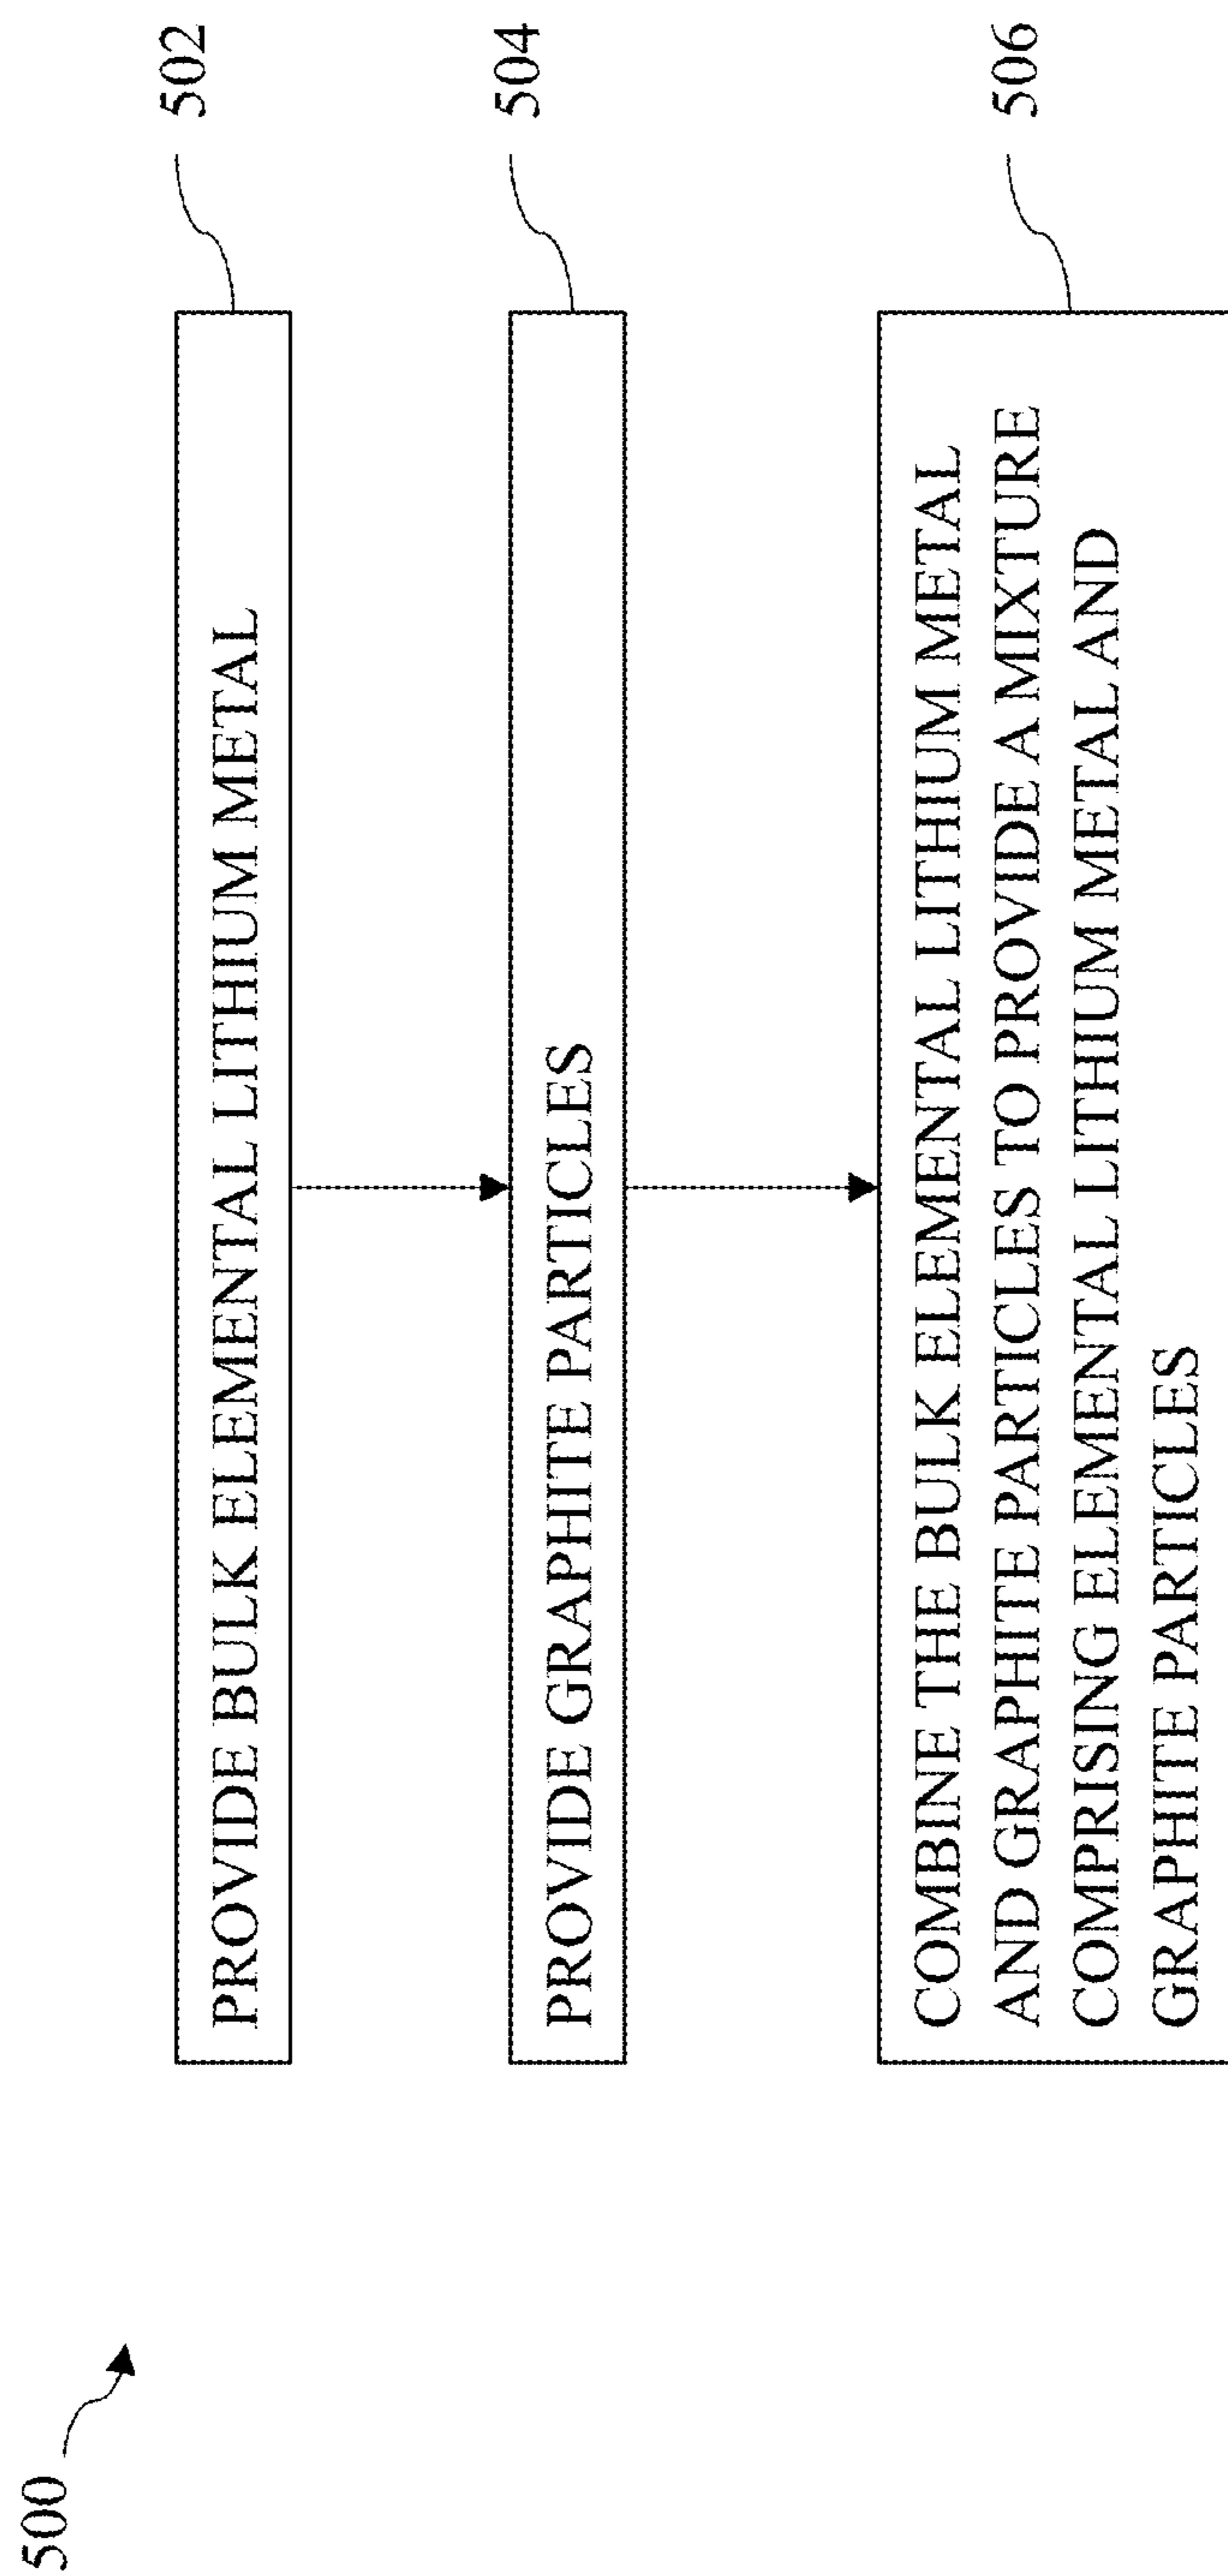 500
PROVIDE BULK ELEMENTAL LITHIUM METAL
502
PROVIDE GRAPHITE PARTICLES
504
COMBINE THE BULK ELEMENTAL LITHIUM METAL
AND GRAPHITE PARTICLES TO PROVIDE A MIXTURE
COMPRISING ELEMENTAL LITHIUM METAL AND
GRAPHITE PARTICLES
506